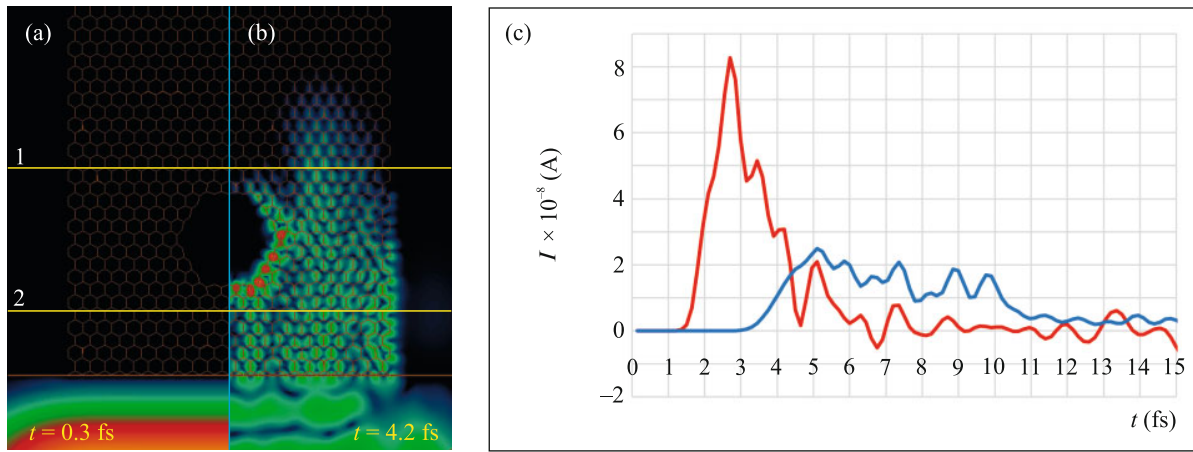 (a)
(b)
1
2
t = 0.3 fs
t = 4.2 fs
(c)
I × 10⁻⁸ (A)
8
6
4
2
0
−2
0 1 2 3 4 5 6 7 8 9 10 11 12 13 14 15
t (fs)